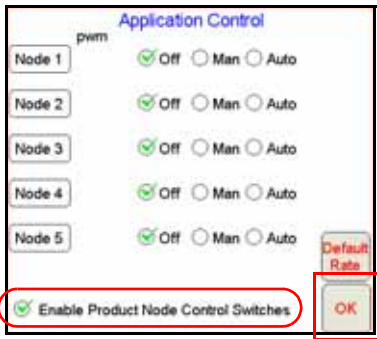 Application Control
pwm
Node 1 Off Man Auto
Node 2 Off Man Auto
Node 3 Off Man Auto
Node 4 Off Man Auto
Node 5 Off Man Auto
Default
Rate
Enable Product Node Control Switches
OK